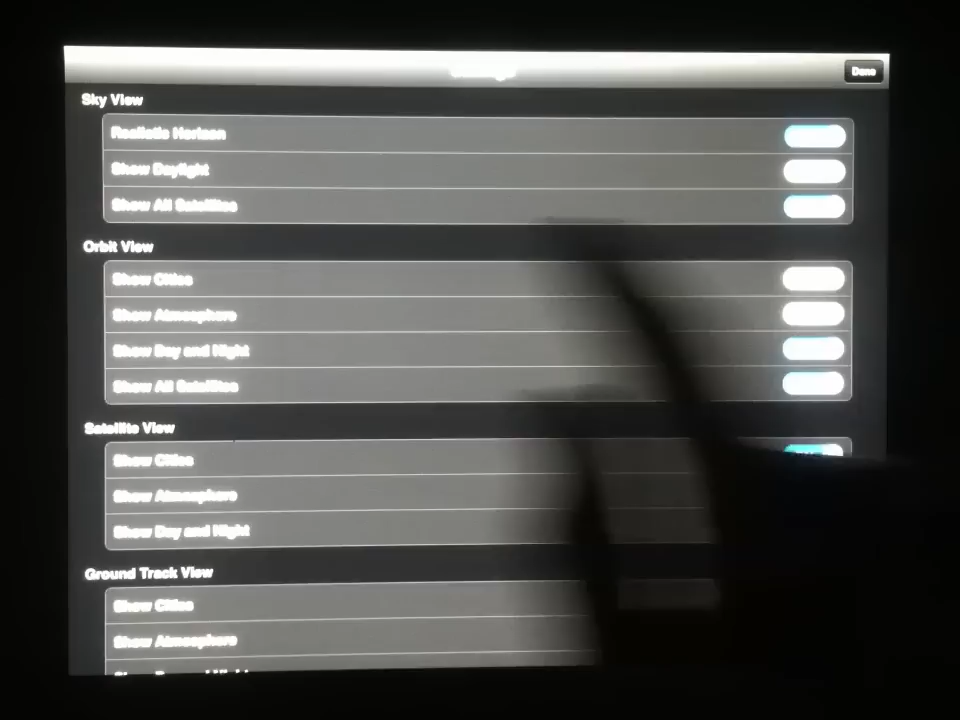 Done
Sky View
Realistic Horizon
Show Daylight
Show All Satellites
Orbit View
Show Cities
Show Atmosphere
Show Day and Night
Show All Satellites
Satellite View
Show Cities
Show Atmosphere
Show Day and Night
Ground Track View
Show Cities
Show Atmosphere